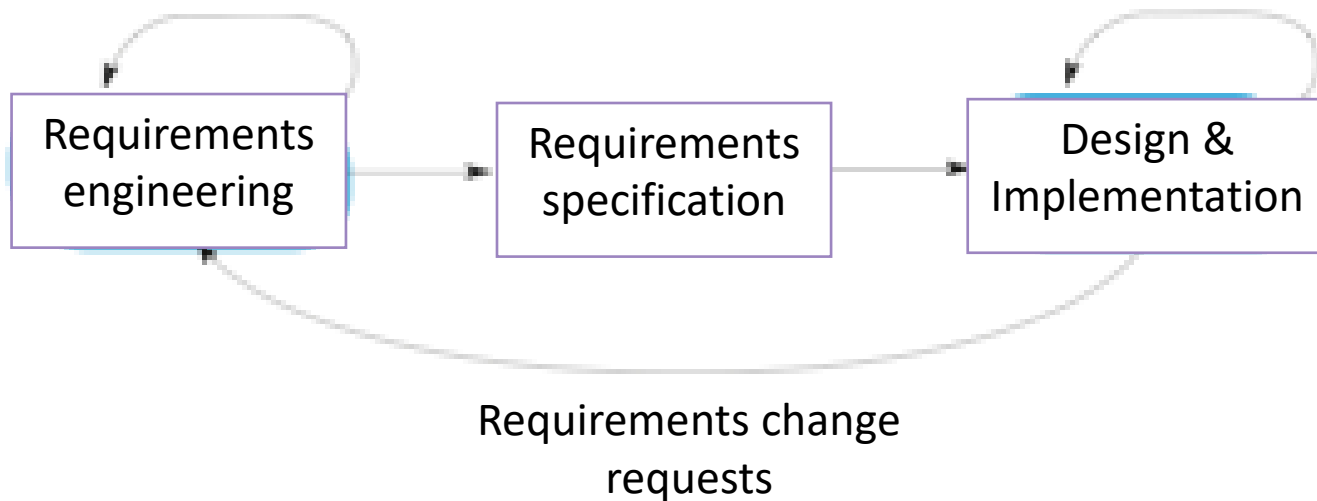 Requirements
engineering
Requirements
specification
Design &
Implementation
Requirements change
requests